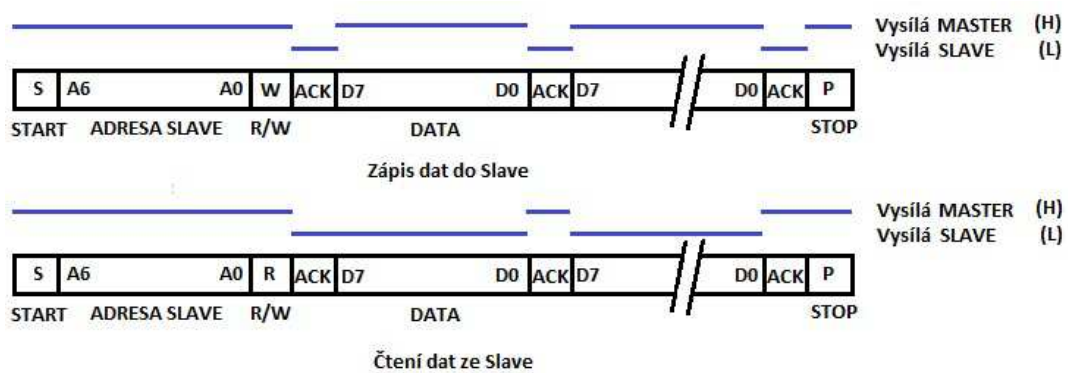 Vysílá MASTER (H)
Vysílá SLAVE (L)
S A6 A0 W ACK D7 D0 ACK D7 D0 ACK P
START ADRESA SLAVE R/W DATA STOP
Zápis dat do Slave
Vysílá MASTER (H)
Vysílá SLAVE (L)
S A6 A0 R ACK D7 D0 ACK D7 D0 ACK P
START ADRESA SLAVE R/W DATA STOP
Čtení dat ze Slave